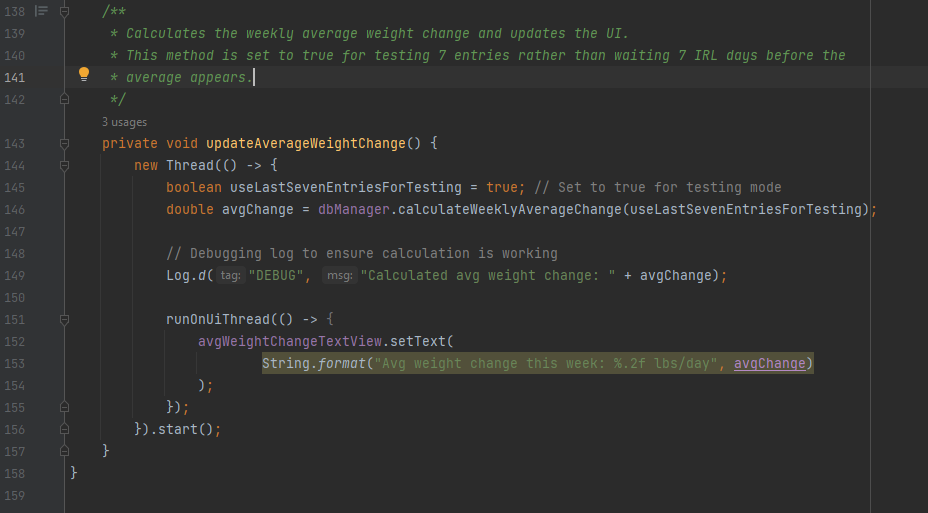 138 /**
139 * Calculates the weekly average weight change and updates the UI.
140 * This method is set to true for testing 7 entries rather than waiting 7 IRL days before the
141 * average appears.
142 */
3 usages
143 private void updateAverageWeightChange() {
144 new Thread(() -> {
145 boolean useLastSevenEntriesForTesting = true; // Set to true for testing mode
146 double avgChange = dbManager.calculateWeeklyAverageChange(useLastSevenEntriesForTesting);
147
148 // Debugging log to ensure calculation is working
149 Log.d( tag: "DEBUG", msg: "Calculated avg weight change: " + avgChange);
150
151 runOnUiThread(() -> {
152 avgWeightChangeTextView.setText(
153 String.format("Avg weight change this week: %.2f lbs/day", avgChange)
154 );
155 });
156 }).start();
157 }
158 }
159